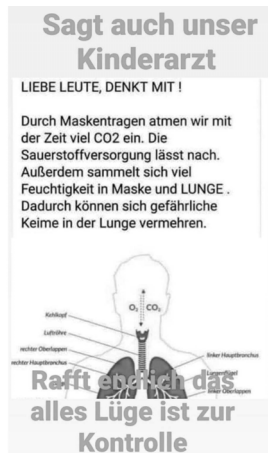 Sagt auch unser
Kinderarzt
LIEBE LEUTE, DENKT MIT !
Durch Maskentragen atmen wir mit
der Zeit viel CO2 ein. Die
Sauerstoffversorgung lässt nach.
Außerdem sammelt sich viel
Feuchtigkeit in Maske und LUNGE .
Dadurch können sich gefährliche
Keime in der Lunge vermehren.
O₂ CO₂
Kehlkopf
Luftröhre
rechter Oberlappen
linker Hauptbronchus
rechter Hauptbronchus
Rafft endlich das
linker Oberlappen
alles Lüge ist zur
Kontrolle